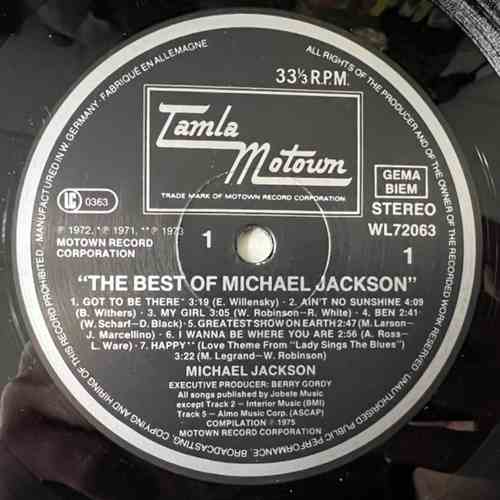 MANUFACTURED IN W. GERMANY. FABRIQUÉ EN ALLEMAGNE
ALL RIGHTS OF THE PRODUCER AND OF THE OWNER OF THE RECORDED WORK RESERVED. UNAUTHORISED PUBLIC PERFORMANCE, BROADCASTING, COPYING AND HIRING OF THIS RECORD PROHIBITED.
33⅓ R.P.M.
Tamla
Motown
TRADE MARK OF MOTOWN RECORD CORPORATION
GEMA
BIEM
LC 0363
STEREO
WL72063
℗ 1972, *℗ 1971, **℗ 1973
MOTOWN RECORD
CORPORATION
1
1
"THE BEST OF MICHAEL JACKSON"
1. GOT TO BE THERE* 3:19 (E. Willensky) - 2. AIN'T NO SUNSHINE 4:09
(B. Withers) - 3. MY GIRL 3:05 (W. Robinson-R. White) - 4. BEN 2:41
(W. Scharf-D. Black) - 5. GREATEST SHOW ON EARTH 2:47 (M. Larson-
J. Marcellino) - 6. I WANNA BE WHERE YOU ARE 2:56 (A. Ross-
L. Ware) - 7. HAPPY** (Love Theme From "Lady Sings The Blues")
3:22 (M. Legrand-W. Robinson)
MICHAEL JACKSON
EXECUTIVE PRODUCER: BERRY GORDY
All songs published by Jobete Music
except Track 2 - Interior Music (BMI)
Track 5 - Almo Music Corp. (ASCAP)
COMPILATION ℗ 1975
MOTOWN RECORD CORPORATION